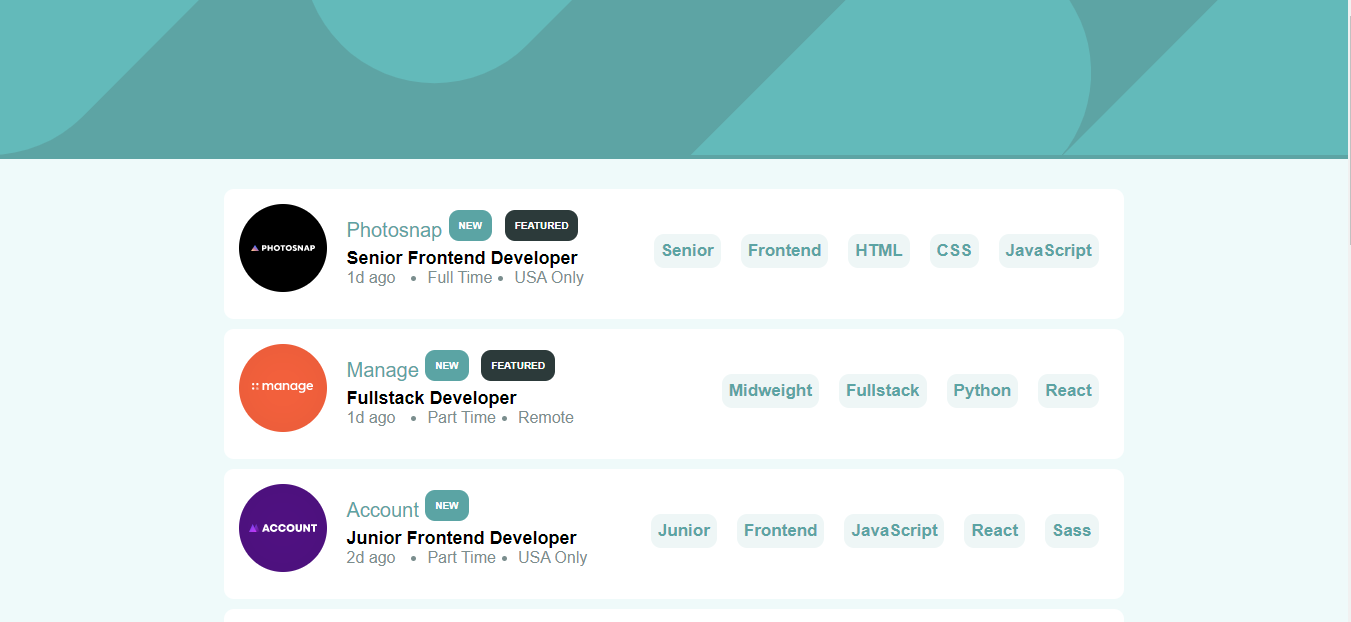 PHOTOSNAP
Photosnap NEW FEATURED
Senior Frontend Developer
1d ago • Full Time • USA Only
Senior Frontend HTML CSS JavaScript
manage
Manage NEW FEATURED
Fullstack Developer
1d ago • Part Time • Remote
Midweight Fullstack Python React
ACCOUNT
Account NEW
Junior Frontend Developer
2d ago • Part Time • USA Only
Junior Frontend JavaScript React Sass